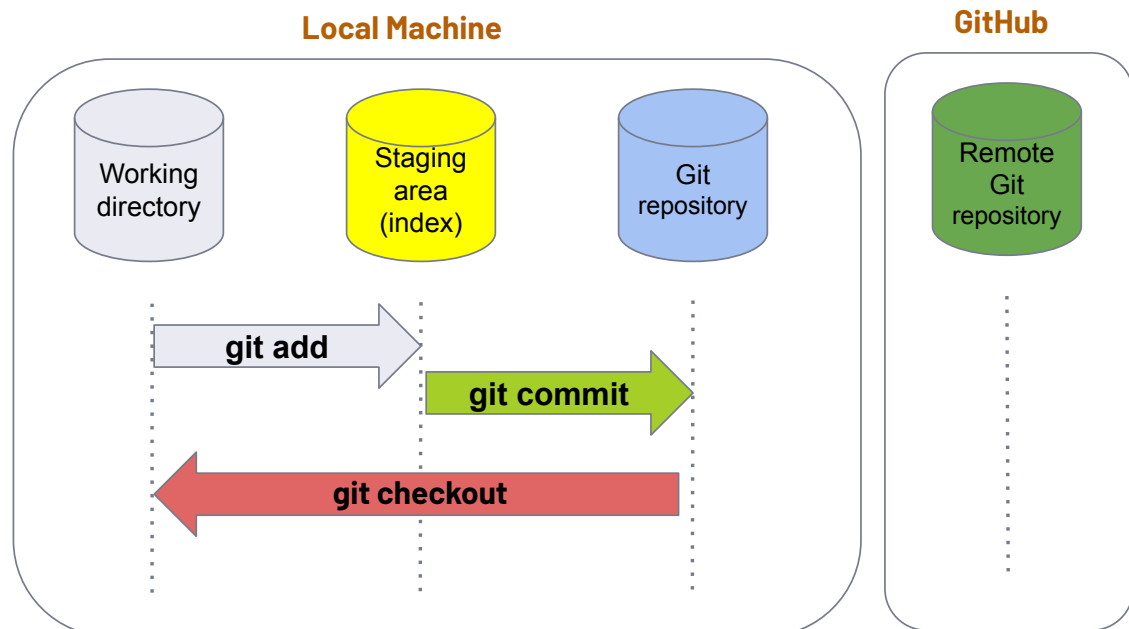 Local Machine
GitHub
Working
directory
Staging
area
(index)
Git
repository
Remote
Git
repository
git add
git commit
git checkout